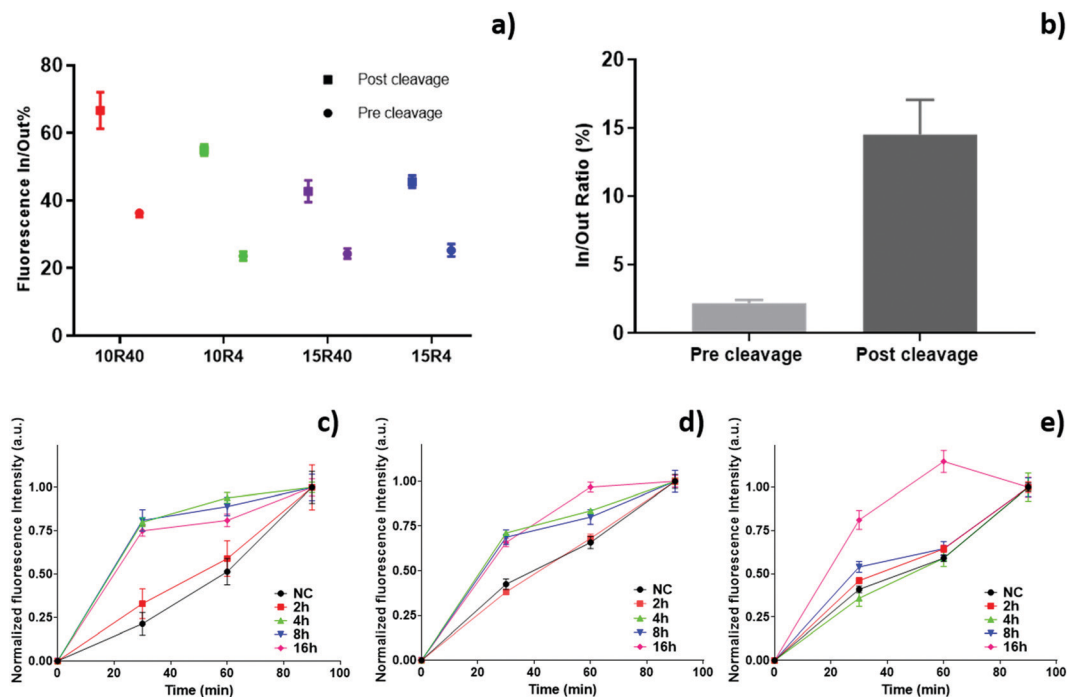 a)
Fluorescence In/Out%
80
60
40
20
0
Post cleavage
Pre cleavage
10R40 10R4 15R40 15R4
b)
In/Out Ratio (%)
20
15
10
5
0
Pre cleavage Post cleavage
c)
Normalized fluorescence Intensity (a.u.)
1.00
0.75
0.50
0.25
0.00
NC
2h
4h
8h
16h
0 20 40 60 80 100
Time (min)
d)
Normalized fluorescence Intensity (a.u.)
1.00
0.75
0.50
0.25
0.00
NC
2h
4h
8h
16h
0 20 40 60 80 100
Time (min)
e)
Normalized fluorescence Intensity (a.u.)
1.00
0.75
0.50
0.25
0.00
NC
2h
4h
8h
16h
0 20 40 60 80 100
Time (min)